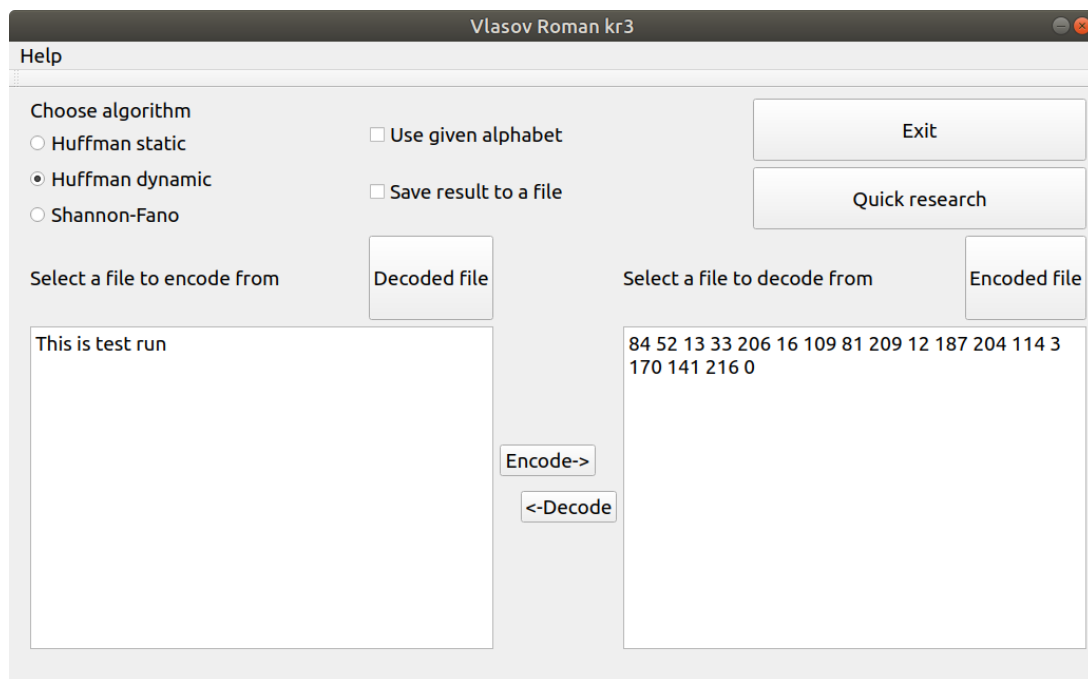 Vlasov Roman kr3
Help
Choose algorithm
Huffman static
Huffman dynamic
Shannon-Fano
Use given alphabet
Save result to a file
Exit
Quick research
Select a file to encode from
Decoded file
Select a file to decode from
Encoded file
This is test run
84 52 13 33 206 16 109 81 209 12 187 204 114 3
170 141 216 0
Encode->
<-Decode